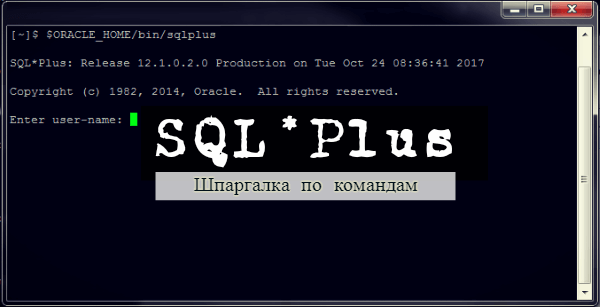 [~]$ $ORACLE_HOME/bin/sqlplus
SQL*Plus: Release 12.1.0.2.0 Production on Tue Oct 24 08:36:41 2017
Copyright (c) 1982, 2014, Oracle.  All rights reserved.
Enter user-name:
SQL*Plus
Шпаргалка по командам